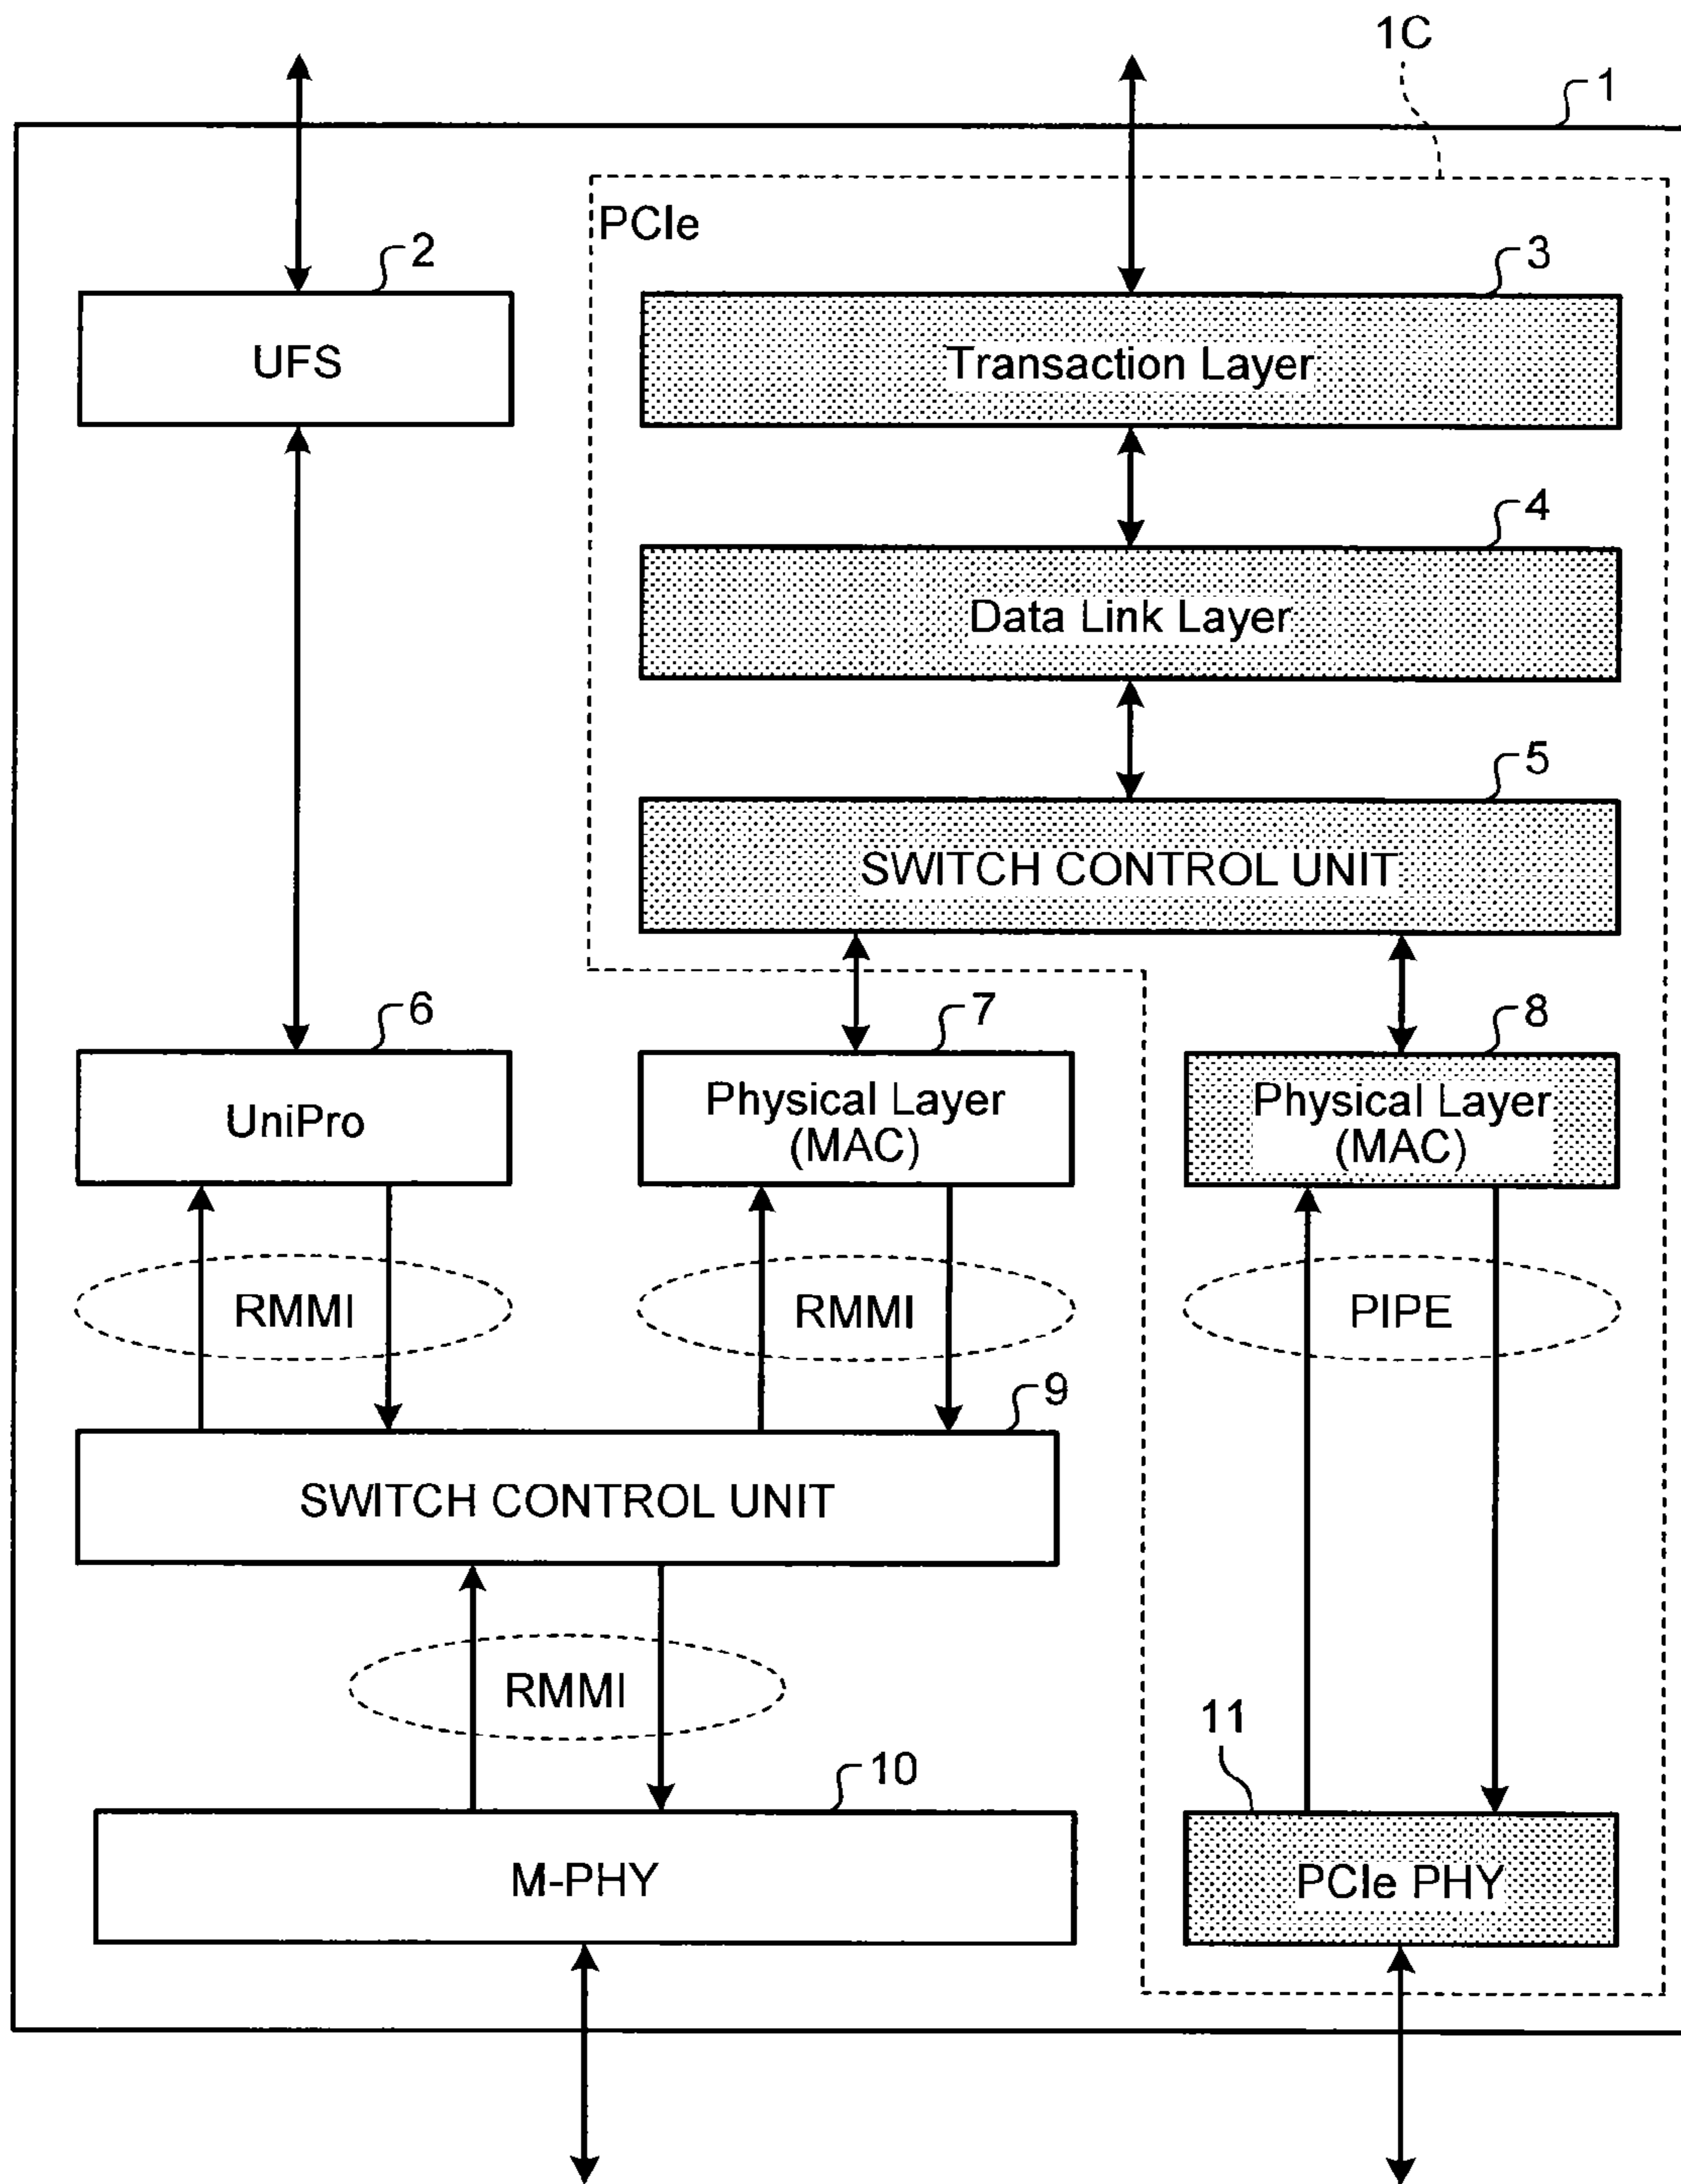 1C
1
PCIe
2
3
UFS
Transaction Layer
4
Data Link Layer
5
SWITCH CONTROL UNIT
6
7
8
UniPro
Physical Layer
(MAC)
Physical Layer
(MAC)
RMMI
RMMI
PIPE
9
SWITCH CONTROL UNIT
RMMI
10
11
M-PHY
PCIe PHY